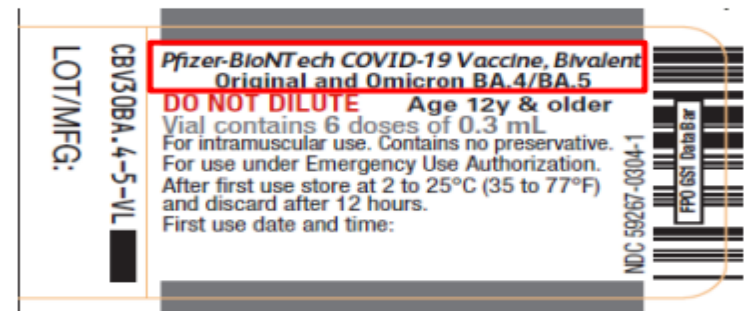 LOT/MFG:
CBV30BA.4-5-VL
Pfizer-BioNTech COVID-19 Vaccine, Bivalent
Original and Omicron BA.4/BA.5
DO NOT DILUTE Age 12y & older
Vial contains 6 doses of 0.3 mL
For intramuscular use. Contains no preservative.
For use under Emergency Use Authorization.
After first use store at 2 to 25°C (35 to 77°F)
and discard after 12 hours.
First use date and time:
NDC 59267-0304-1
FPO GSI DataBar